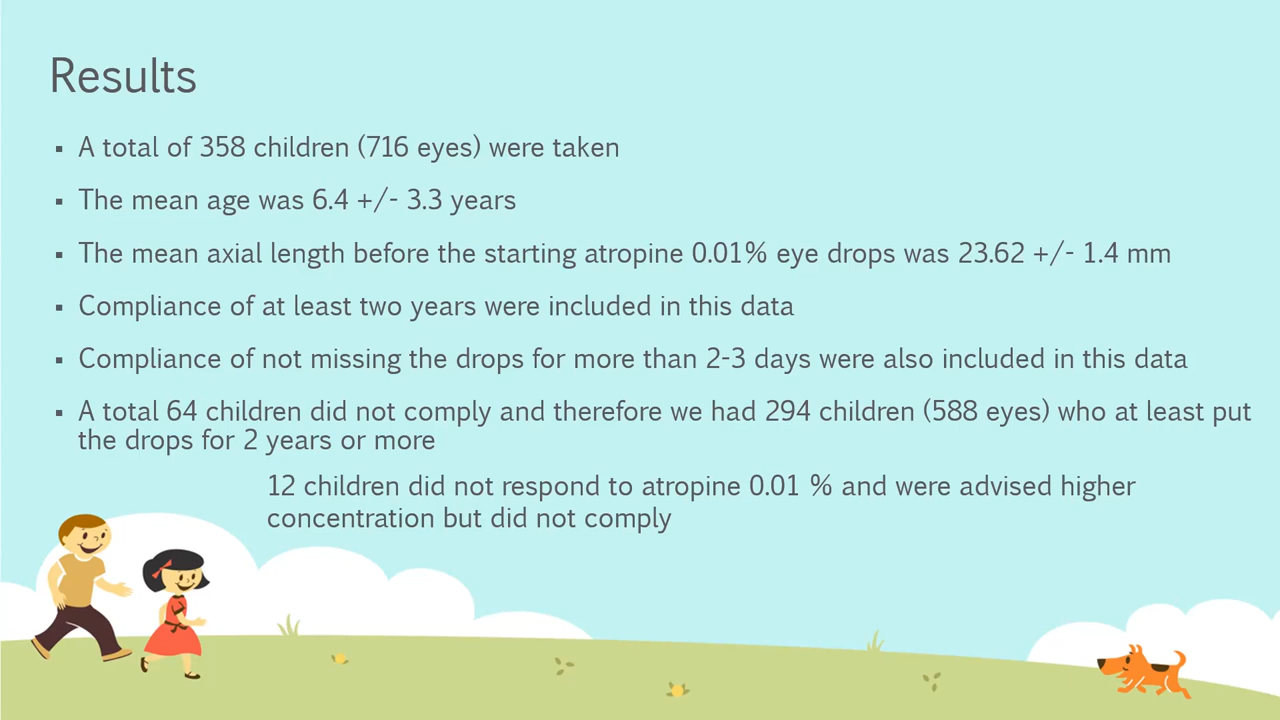 Results
▪ A total of 358 children (716 eyes) were taken
▪ The mean age was 6.4 +/- 3.3 years
▪ The mean axial length before the starting atropine 0.01% eye drops was 23.62 +/- 1.4 mm
▪ Compliance of at least two years were included in this data
▪ Compliance of not missing the drops for more than 2-3 days were also included in this data
▪ A total 64 children did not comply and therefore we had 294 children (588 eyes) who at least put
the drops for 2 years or more
12 children did not respond to atropine 0.01 % and were advised higher
concentration but did not comply